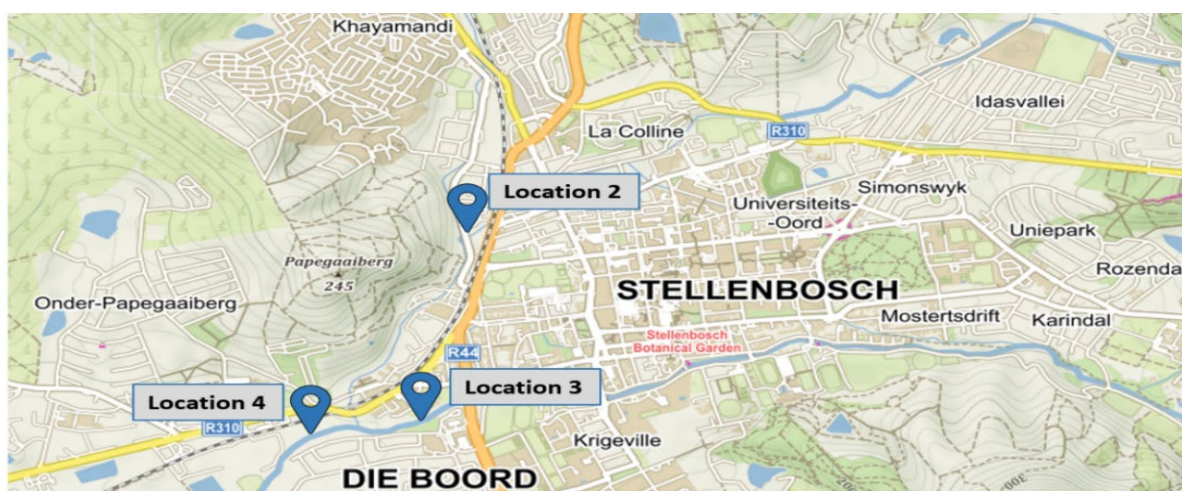 Khayamandi
Idasvallei
La Colline
R310
Location 2
Simonswyk
Universiteits-
-Oord
Uniepark
Papegaaiberg
245
Rozenda
Onder-Papegaaiberg
STELLENBOSCH
Mostertsdrift
Karindal
Stellenbosch
Botanical Garden
R44
Location 3
Location 4
R310
Krigeville
DIE BOORD
300